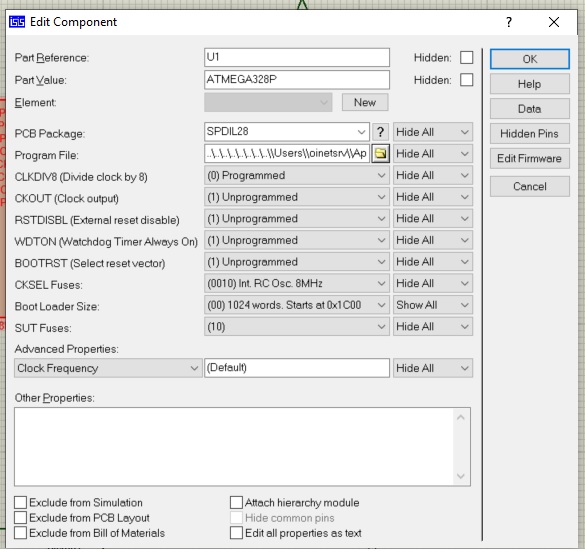 ISIS Edit Component ? X
Part Reference: U1 Hidden: OK
Part Value: ATMEGA328P Hidden: Help
Element: New Data
PCB Package: SPDIL28 ? Hide All Hidden Pins
Program File: ..\.\..\..\..\..\..\\Users\\oinetsrv\\Ap Hide All Edit Firmware
CLKDIV8 (Divide clock by 8) (0) Programmed Hide All Cancel
CKOUT (Clock output) (1) Unprogrammed Hide All
RSTDISBL (External reset disable) (1) Unprogrammed Hide All
WDTON (Watchdog Timer Always On) (1) Unprogrammed Hide All
BOOTRST (Select reset vector) (1) Unprogrammed Hide All
CKSEL Fuses: (0010) Int. RC Osc. 8MHz Hide All
Boot Loader Size: (00) 1024 words. Starts at 0x1C00 Show All
SUT Fuses: (10) Hide All
Advanced Properties:
Clock Frequency (Default) Hide All
Other Properties:
Exclude from Simulation Attach hierarchy module
Exclude from PCB Layout Hide common pins
Exclude from Bill of Materials Edit all properties as text